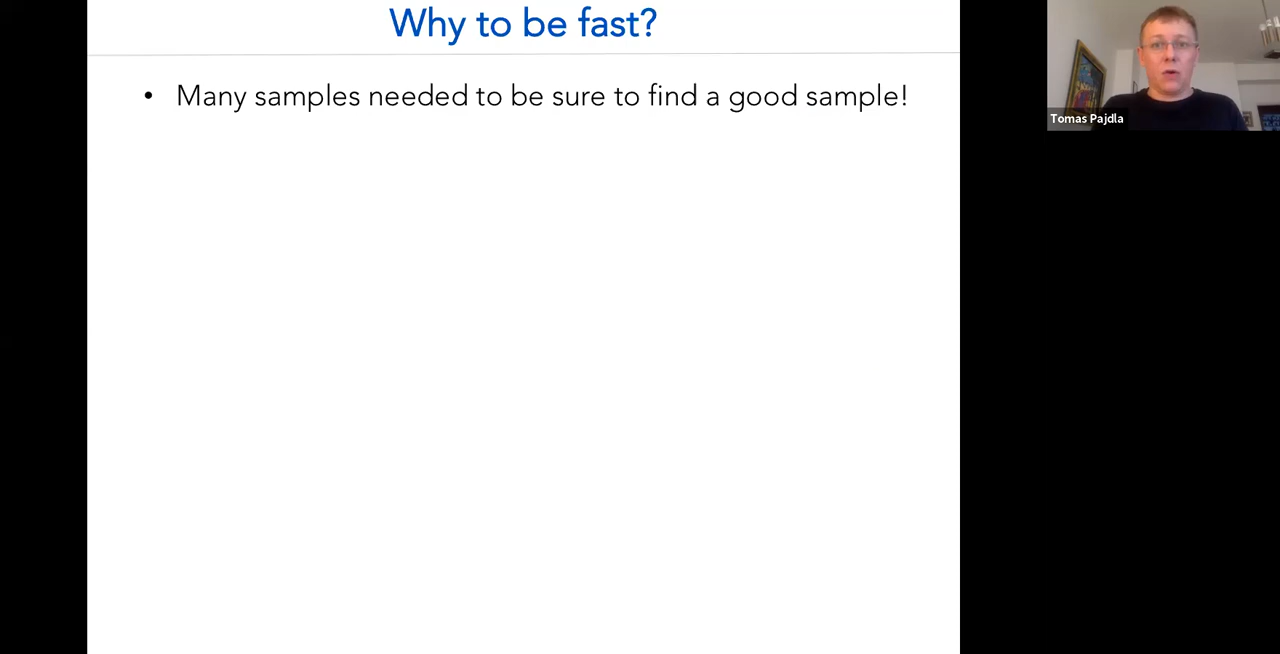 Why to be fast?
• Many samples needed to be sure to find a good sample!
Tomas Pajdla